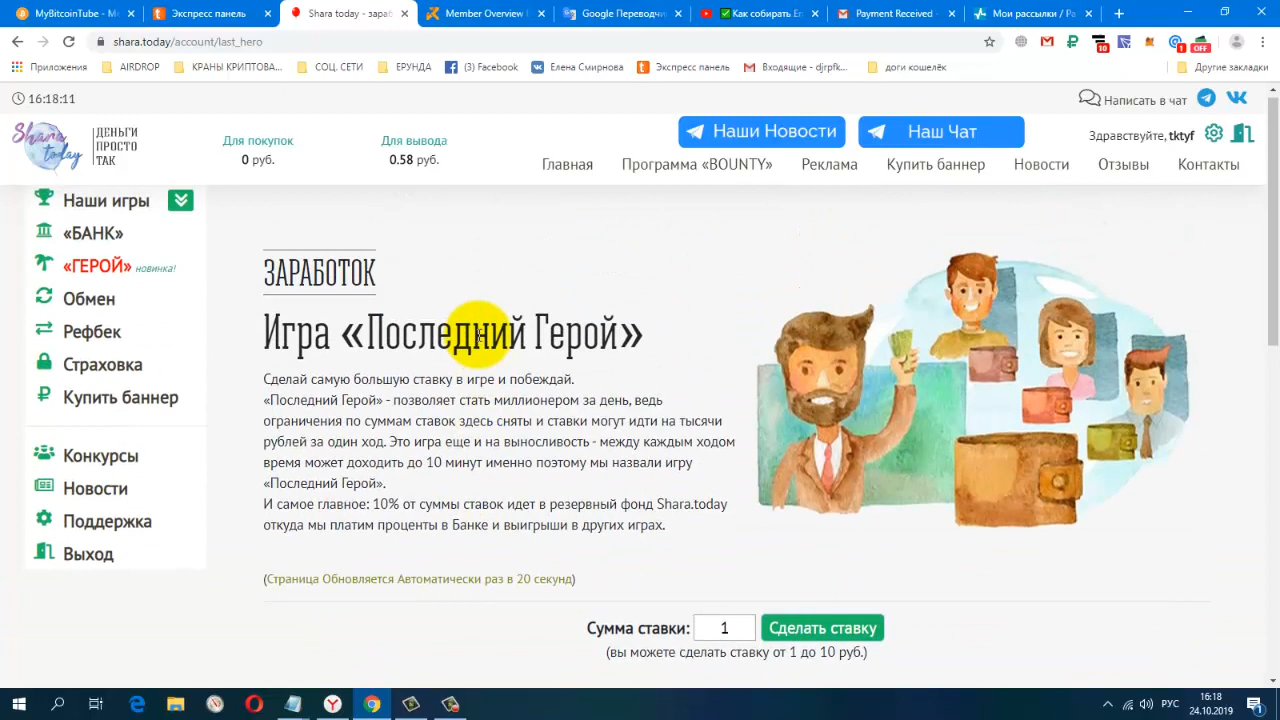 MyBitcoinTube - M
Экспресс панель
Shara today - зараб
Member Overview
Google Переводчи
Как собирать En
Payment Received -
Мои рассылки / Pa
shara.today/account/last_hero
10
1
OFF
Приложения
AIRDROP
КРАНЫ КРИПТОВА...
СОЦ. СЕТИ
ЕРУНДА
(3) Facebook
Елена Смирнова
Экспресс панель
Входящие - djrpfk...
доги кошелёк
Другие закладки
16:18:11
Написать в чат
Shara today
ДЕНЬГИ
ПРОСТО
ТАК
Для покупок
0 руб.
Для вывода
0.58 руб.
Наши Новости
Наш Чат
Здравствуйте, tktyf
Главная
Программа «BOUNTY»
Реклама
Купить баннер
Новости
Отзывы
Контакты
Наши игры
«БАНК»
«ГЕРОЙ» новинка!
Обмен
Рефбек
Страховка
Купить баннер
Конкурсы
Новости
Поддержка
Выход
ЗАРАБОТОК
Игра «Последний Герой»
Сделай самую большую ставку в игре и побеждай.
«Последний Герой» - позволяет стать миллионером за день, ведь
ограничения по суммам ставок здесь сняты и ставки могут идти на тысячи
рублей за один ход. Это игра еще и на выносливость - между каждым ходом
время может доходить до 10 минут именно поэтому мы назвали игру
«Последний Герой».
И самое главное: 10% от суммы ставок идет в резервный фонд Shara.today
откуда мы платим проценты в Банке и выигрыши в других играх.
(Страница Обновляется Автоматически раз в 20 секунд)
Сумма ставки: 1 Сделать ставку
(вы можете сделать ставку от 1 до 10 руб.)
РУС
16:18
24.10.2019